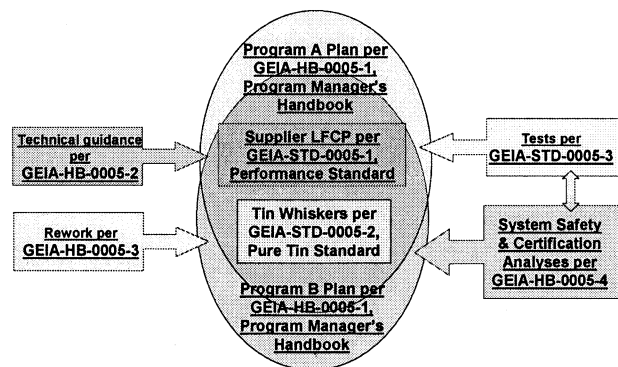 Program A Plan per
GEIA-HB-0005-1,
Program Manager's
Handbook
Technical guidance
per
GEIA-HB-0005-2
Supplier LFCP per
GEIA-STD-0005-1,
Performance Standard
Tests per
GEIA-STD-0005-3
Rework per
GEIA-HB-0005-3
Tin Whiskers per
GEIA-STD-0005-2,
Pure Tin Standard
System Safety
& Certification
Analyses per
GEIA-HB-0005-4
Program B Plan per
GEIA-HB-0005-1,
Program Manager's
Handbook